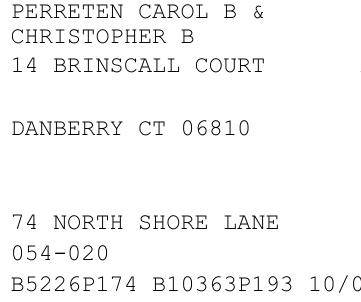 PERRETEN CAROL B &
CHRISTOPHER B
14 BRINSCALL COURT
DANBERRY CT 06810
74 NORTH SHORE LANE
054-020
B5226P174 B10363P193 10/0